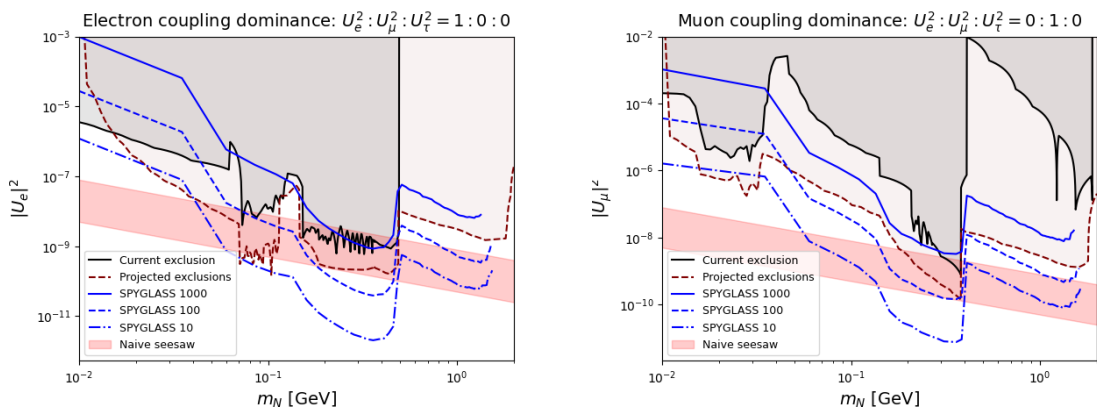 Electron coupling dominance: U_e^2 : U_μ^2 : U_τ^2 = 1 : 0 : 0
10^-3
10^-5
10^-7
10^-9
10^-11
|U_e|^2
Current exclusion
Projected exclusions
SPYGLASS 1000
SPYGLASS 100
SPYGLASS 10
Naive seesaw
10^-2
10^-1
10^0
m_N [GeV]
Muon coupling dominance: U_e^2 : U_μ^2 : U_τ^2 = 0 : 1 : 0
10^-2
10^-4
10^-6
10^-8
10^-10
|U_μ|^2
Current exclusion
Projected exclusions
SPYGLASS 1000
SPYGLASS 100
SPYGLASS 10
Naive seesaw
10^-2
10^-1
10^0
m_N [GeV]